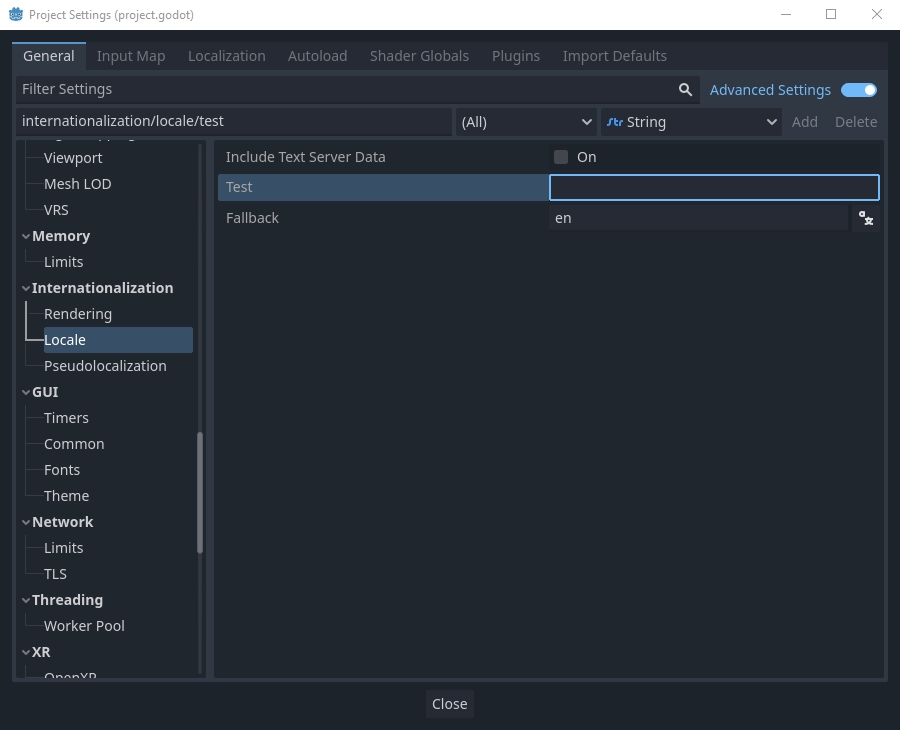 Project Settings (project.godot)
General Input Map Localization Autoload Shader Globals Plugins Import Defaults
Filter Settings Advanced Settings
internationalization/locale/test (All) String Add Delete
Viewport
Mesh LOD
VRS
Memory
Limits
Internationalization
Rendering
Locale
Pseudolocalization
GUI
Timers
Common
Fonts
Theme
Network
Limits
TLS
Threading
Worker Pool
XR
OpenXR
Include Text Server Data On
Test
Fallback en
Close